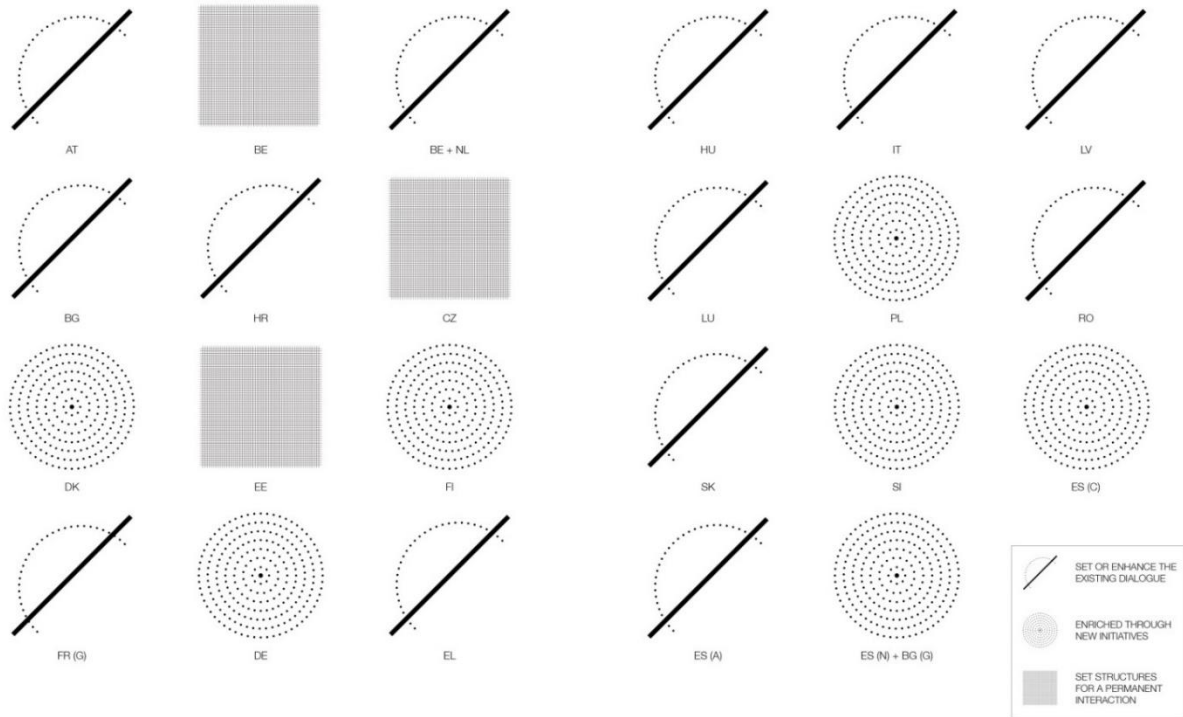 AT
BE
BE + NL
HU
IT
LV
BG
HR
CZ
LU
PL
RO
DK
EE
FI
SK
SI
ES (C)
FR (G)
DE
EL
ES (A)
ES (N) + BG (G)
SET OR ENHANCE THE
EXISTING DIALOGUE
ENRICHED THROUGH
NEW INITIATIVES
SET STRUCTURES
FOR A PERMANENT
INTERACTION